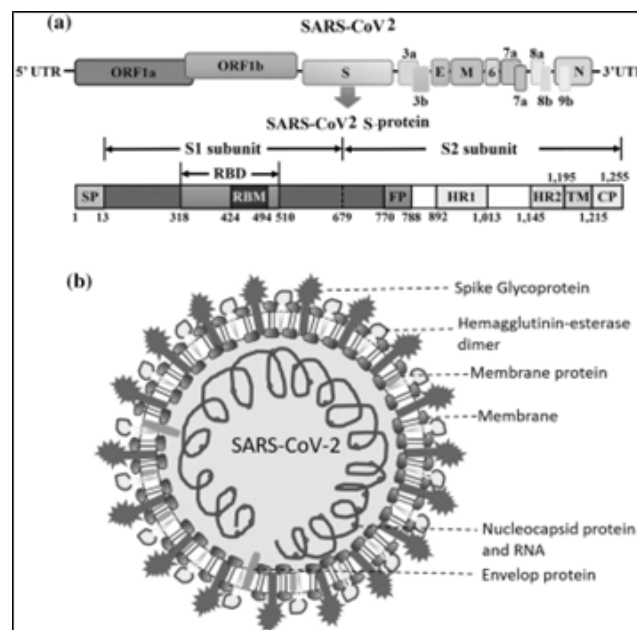 (a)
SARS-CoV2
3a 7a 8a
5' UTR ORF1a ORF1b S E M 6 N 3'UTR
3b 7a 8b 9b
SARS-CoV2 S-protein
S1 subunit S2 subunit
RBD 1,195 1,255
SP RBM FP HR1 HR2 TM CP
1 13 318 424 494 510 679 770 788 892 1,013 1,145 1,215
(b)
Spike Glycoprotein
Hemagglutinin-esterase
dimer
Membrane protein
Membrane
SARS-CoV-2
Nucleocapsid protein
and RNA
Envelop protein